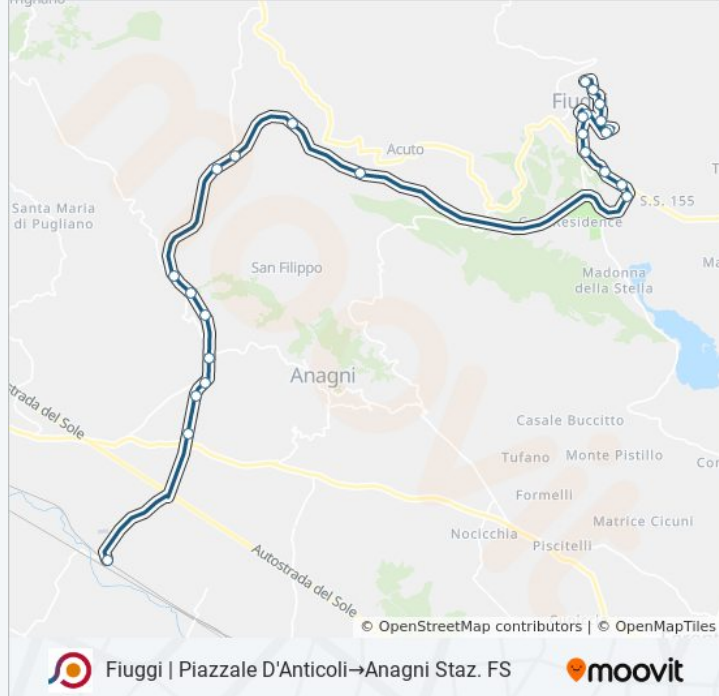 Fiuggi
Acuto
S.S. 155
Residence
Santa Maria
di Pugliano
San Filippo
Madonna
della Stella
Anagni
strada del Sole
Casale Buccitto
Tufano
Monte Pistillo
Formelli
Matrice Cicuni
Nocicchia
Piscitelli
Autostrada del Sole
© OpenStreetMap contributors | © OpenMapTiles
Fiuggi | Piazzale D'Anticoli→Anagni Staz. FS
moovit